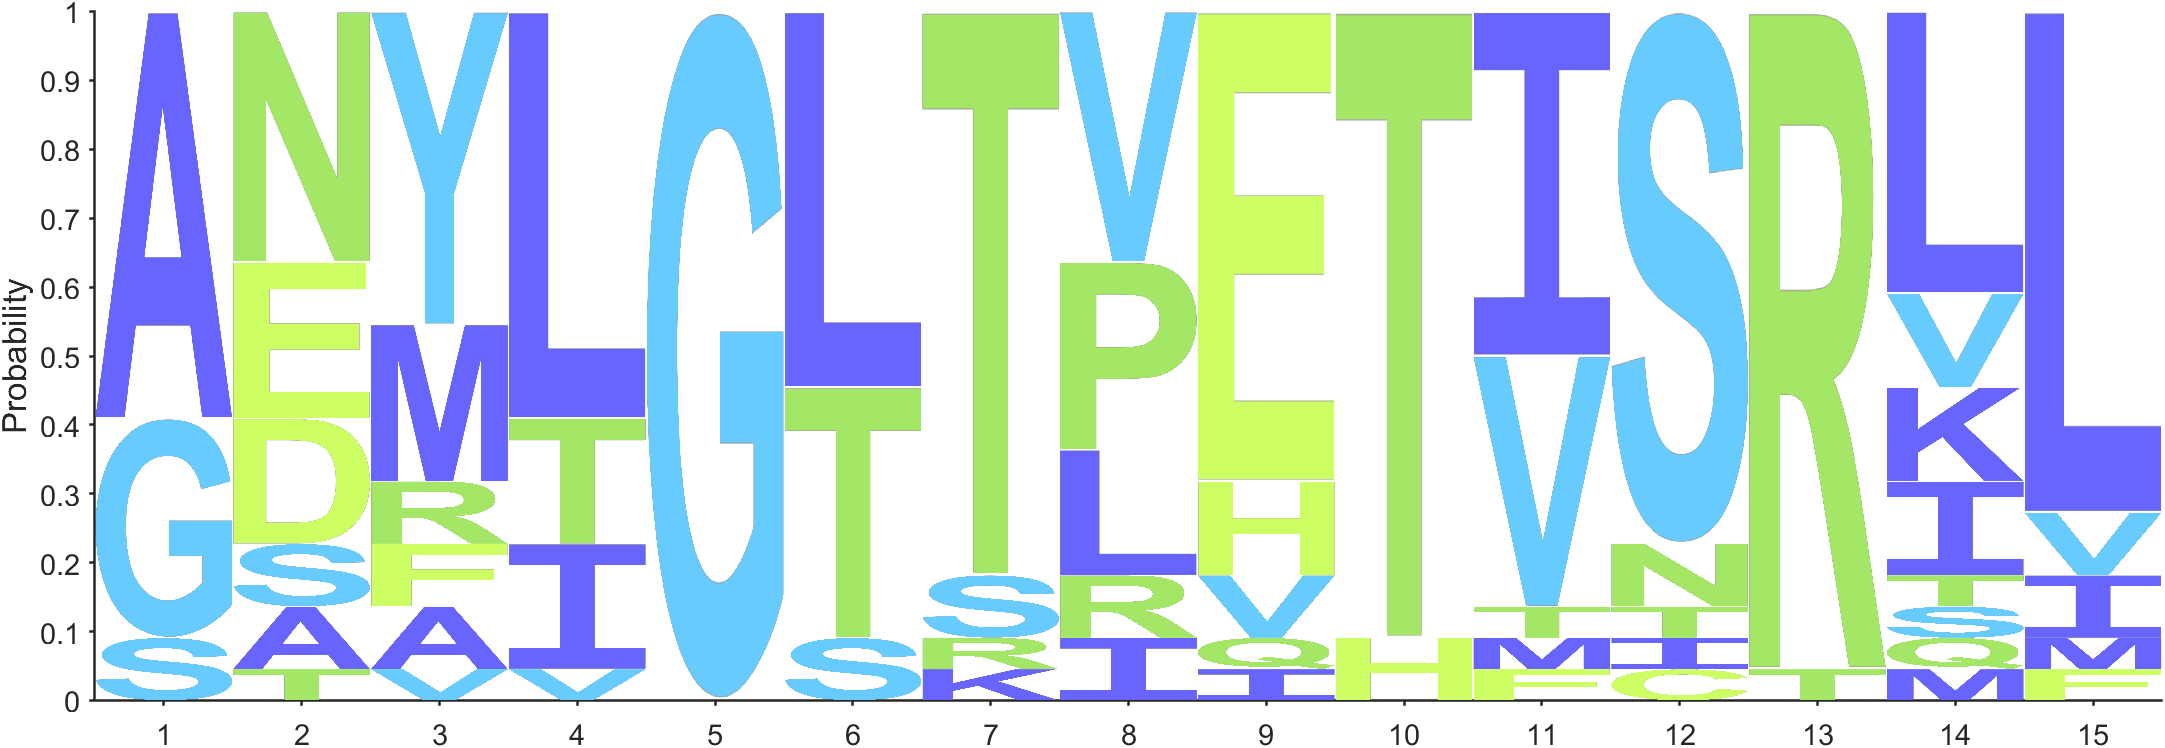 Probability
1
0.9
0.8
0.7
0.6
0.5
0.4
0.3
0.2
0.1
0
A G S
N E D S A T
Y M R F A V
L T I V
G
L T S
T S R K
V P L R I
E H V Q I
T H
I V T M F
S N T I C
R T
L V K I T S Q M
L V I M F
1 2 3 4 5 6 7 8 9 10 11 12 13 14 15